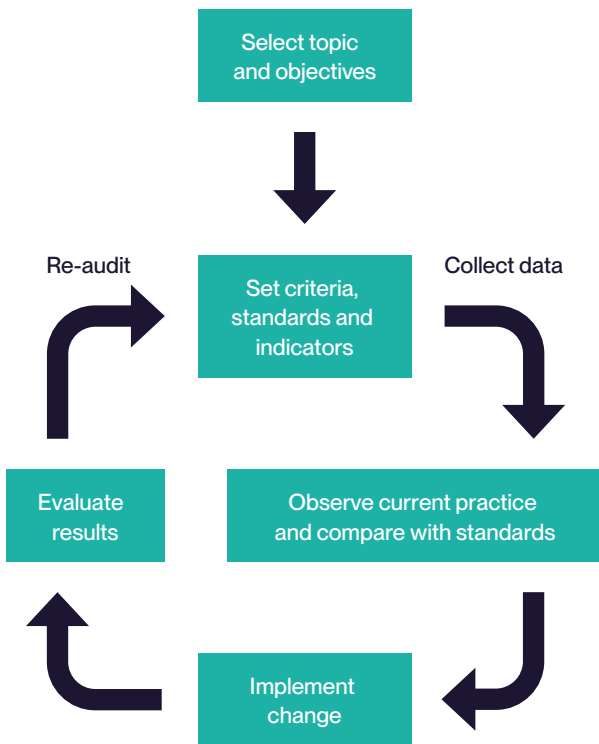 Select topic
and objectives
Re-audit
Collect data
Set criteria,
standards and
indicators
Evaluate
results
Observe current practice
and compare with standards
Implement
change